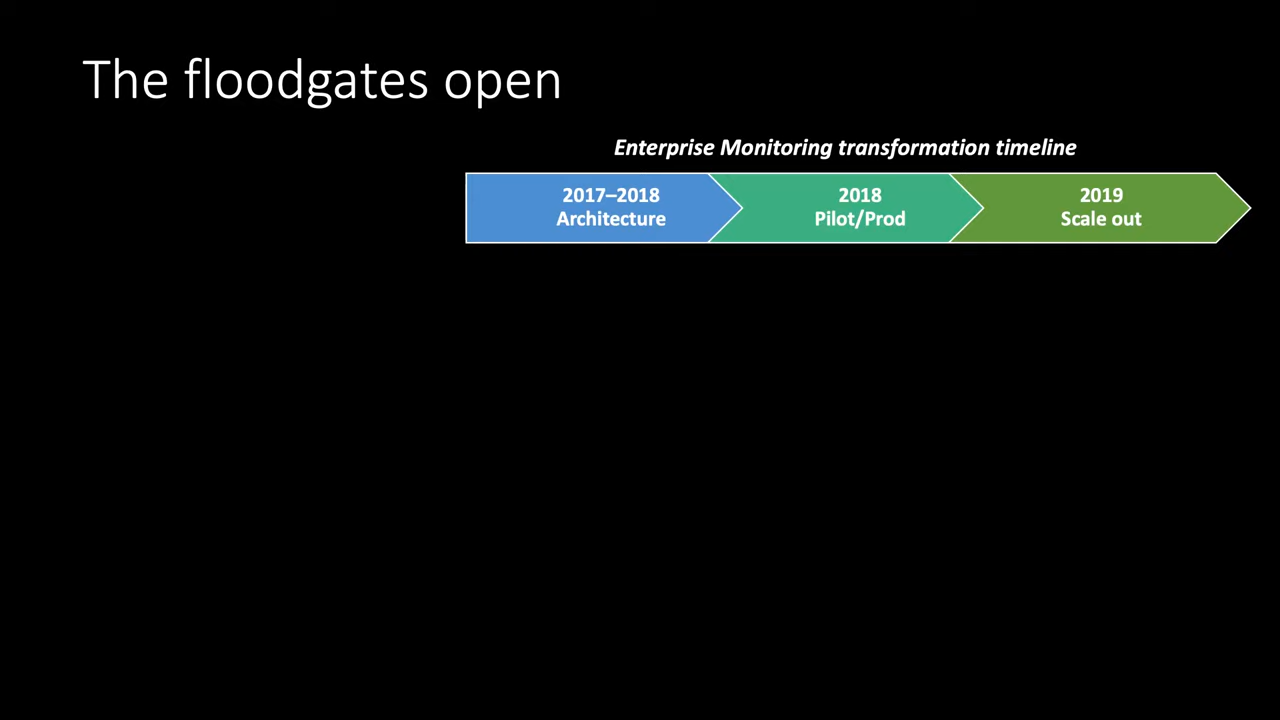 The floodgates open
Enterprise Monitoring transformation timeline
2017–2018
Architecture
2018
Pilot/Prod
2019
Scale out